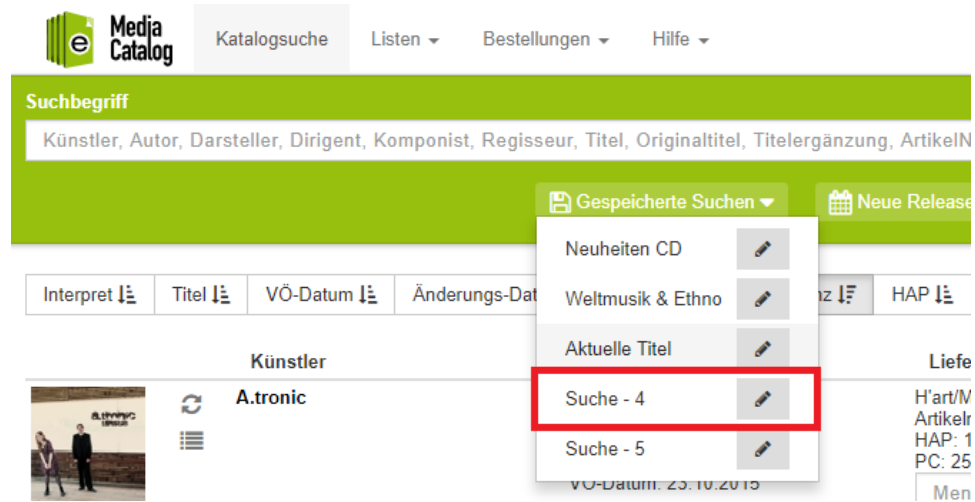 e Media Catalog
Katalogsuche Listen Bestellungen Hilfe
Suchbegriff
Künstler, Autor, Darsteller, Dirigent, Komponist, Regisseur, Titel, Originaltitel, Titelergänzung, ArtikelN
Gespeicherte Suchen Neue Release
Neuheiten CD
Weltmusik & Ethno
Aktuelle Titel
Suche - 4
Suche - 5
Interpret Titel VÖ-Datum Änderungs-Dat nz HAP
Künstler Liefe
A.tronic
H'art/M
Artikelr
HAP: 1
PC: 25
VÖ-Datum: 23.10.2015
Men